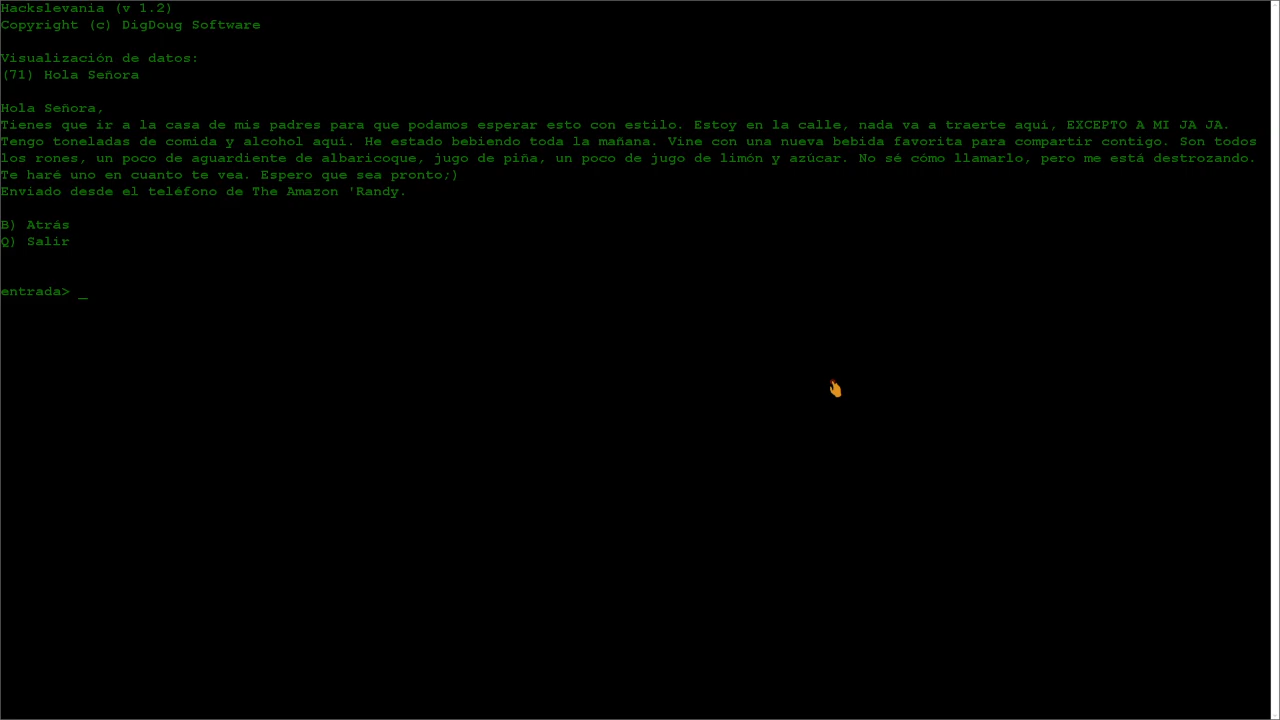 Hackslevania (v 1.2)
Copyright (c) DigDoug Software
Visualización de datos:
(71) Hola Señora
Hola Señora,
Tienes que ir a la casa de mis padres para que podamos esperar esto con estilo. Estoy en la calle, nada va a traerte aquí, EXCEPTO A MI JA JA.
Tengo toneladas de comida y alcohol aquí. He estado bebiendo toda la mañana. Vine con una nueva bebida favorita para compartir contigo. Son todos
los rones, un poco de aguardiente de albaricoque, jugo de piña, un poco de jugo de limón y azúcar. No sé cómo llamarlo, pero me está destrozando.
Te haré uno en cuanto te vea. Espero que sea pronto;)
Enviado desde el teléfono de The Amazon 'Randy.
B) Atrás
Q) Salir
entrada> _